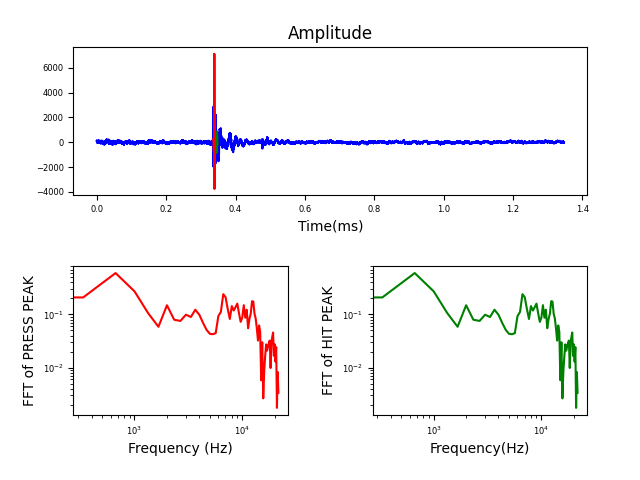 Amplitude
6000
4000
2000
0
−2000
−4000
0.0 0.2 0.4 0.6 0.8 1.0 1.2 1.4
Time(ms)
FFT of PRESS PEAK
10⁻¹
10⁻²
10³ 10⁴
Frequency (Hz)
FFT of HIT PEAK
10⁻¹
10⁻²
10³ 10⁴
Frequency(Hz)